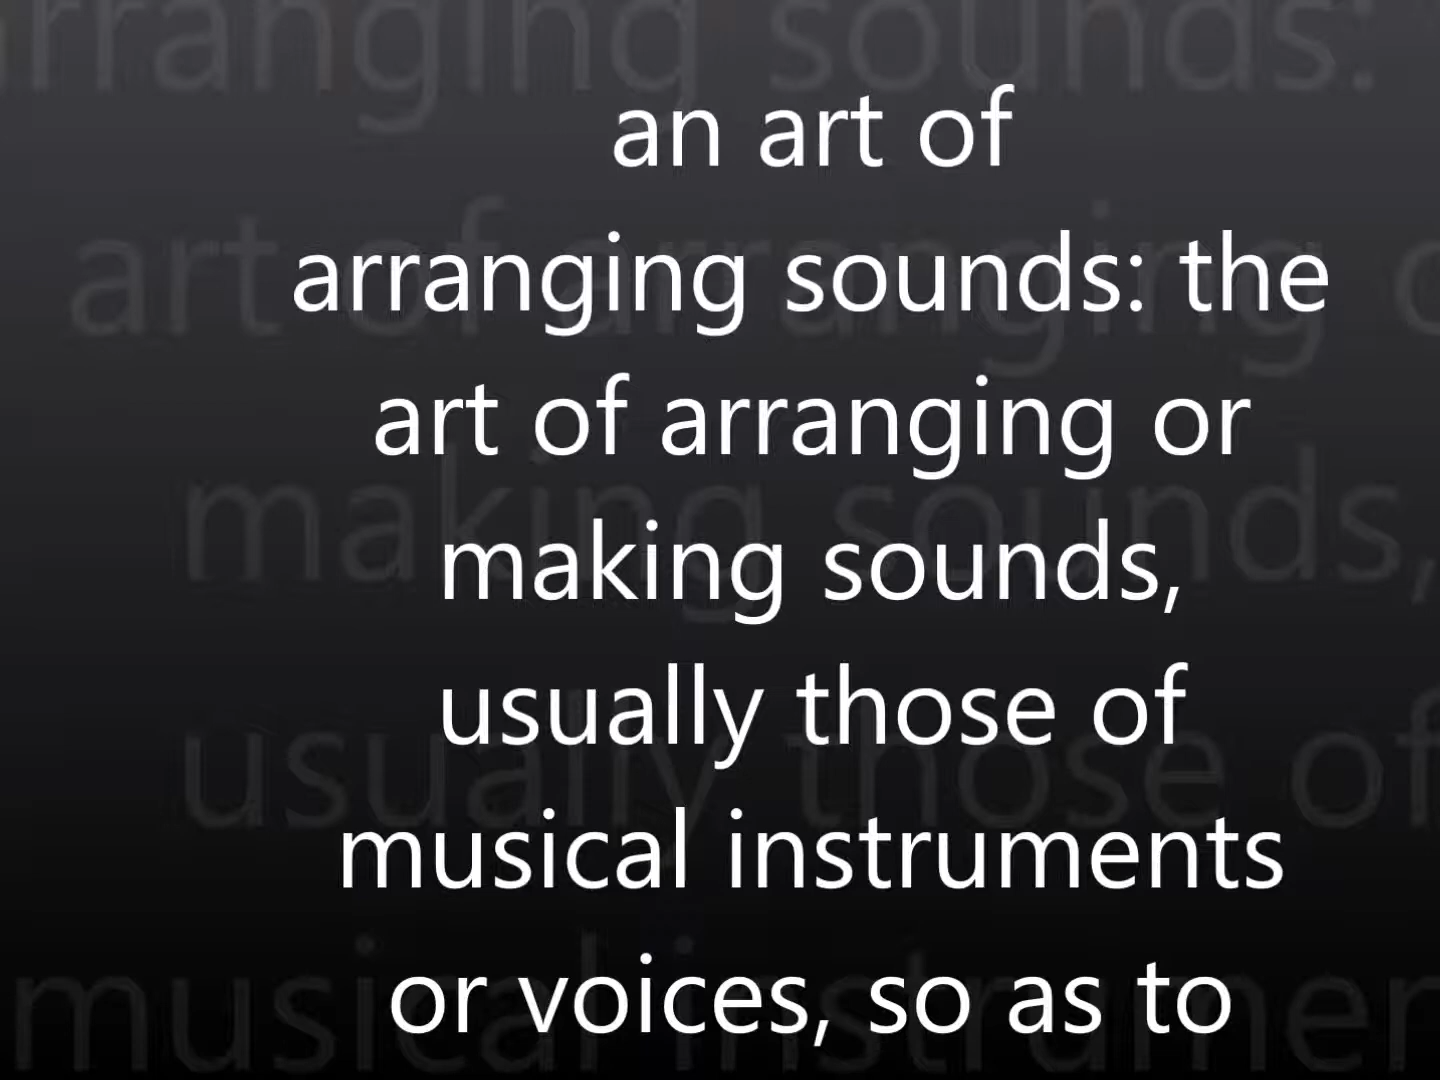 an art of
arranging sounds: the
art of arranging or
making sounds,
usually those of
musical instruments
or voices, so as to